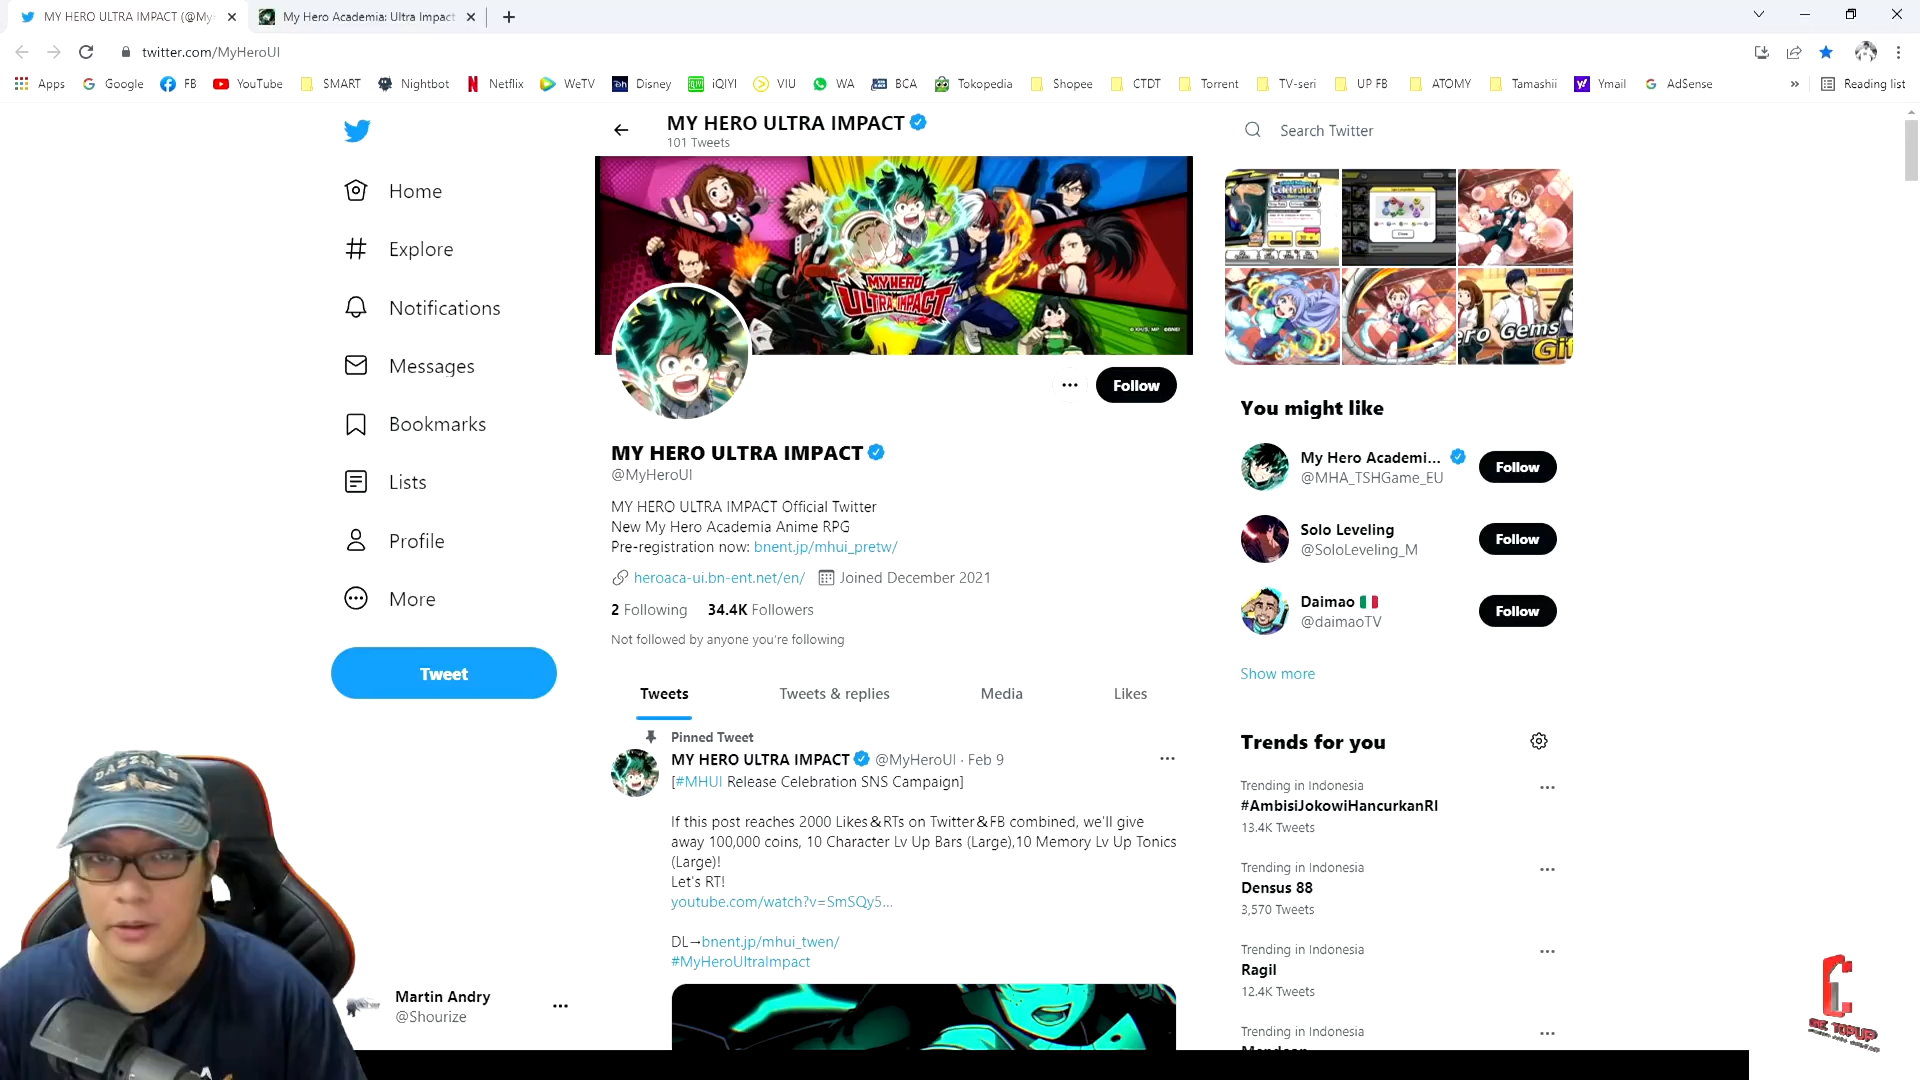 MY HERO ULTRA IMPACT (@My
My Hero Academia: Ultra Impact
twitter.com/MyHeroUI
Apps
Google
FB
YouTube
SMART
Nightbot
Netflix
WeTV
Disney
iQIYI
VIU
WA
BCA
Tokopedia
Shopee
CTDT
Torrent
TV-seri
UP FB
ATOMY
Tamashii
Ymail
AdSense
»
Reading list
MY HERO ULTRA IMPACT
101 Tweets
Search Twitter
Home
Explore
Notifications
Messages
Bookmarks
Lists
Profile
More
Tweet
MY HERO
ULTRA IMPACT
Celebration
Close
ero Gems
Gif
Follow
MY HERO ULTRA IMPACT
@MyHeroUI
MY HERO ULTRA IMPACT Official Twitter
New My Hero Academia Anime RPG
Pre-registration now: bnent.jp/mhui_pretw/
heroaca-ui.bn-ent.net/en/ Joined December 2021
2 Following 34.4K Followers
Not followed by anyone you're following
Tweets
Tweets & replies
Media
Likes
Pinned Tweet
MY HERO ULTRA IMPACT @MyHeroUI · Feb 9
[#MHUI Release Celebration SNS Campaign]
If this post reaches 2000 Likes&RTs on Twitter&FB combined, we'll give
away 100,000 coins, 10 Character Lv Up Bars (Large),10 Memory Lv Up Tonics
(Large)!
Let's RT!
youtube.com/watch?v=SmSQy5…
DL→bnent.jp/mhui_twen/
#MyHeroUltraImpact
You might like
My Hero Academi...
@MHA_TSHGame_EU
Follow
Solo Leveling
@SoloLeveling_M
Follow
Daimao
@daimaoTV
Follow
Show more
Trends for you
Trending in Indonesia
#AmbisiJokowiHancurkanRI
13.4K Tweets
Trending in Indonesia
Densus 88
3,570 Tweets
Trending in Indonesia
Ragil
12.4K Tweets
Trending in Indonesia
Martin Andry
@Shourize
DAZZMAN